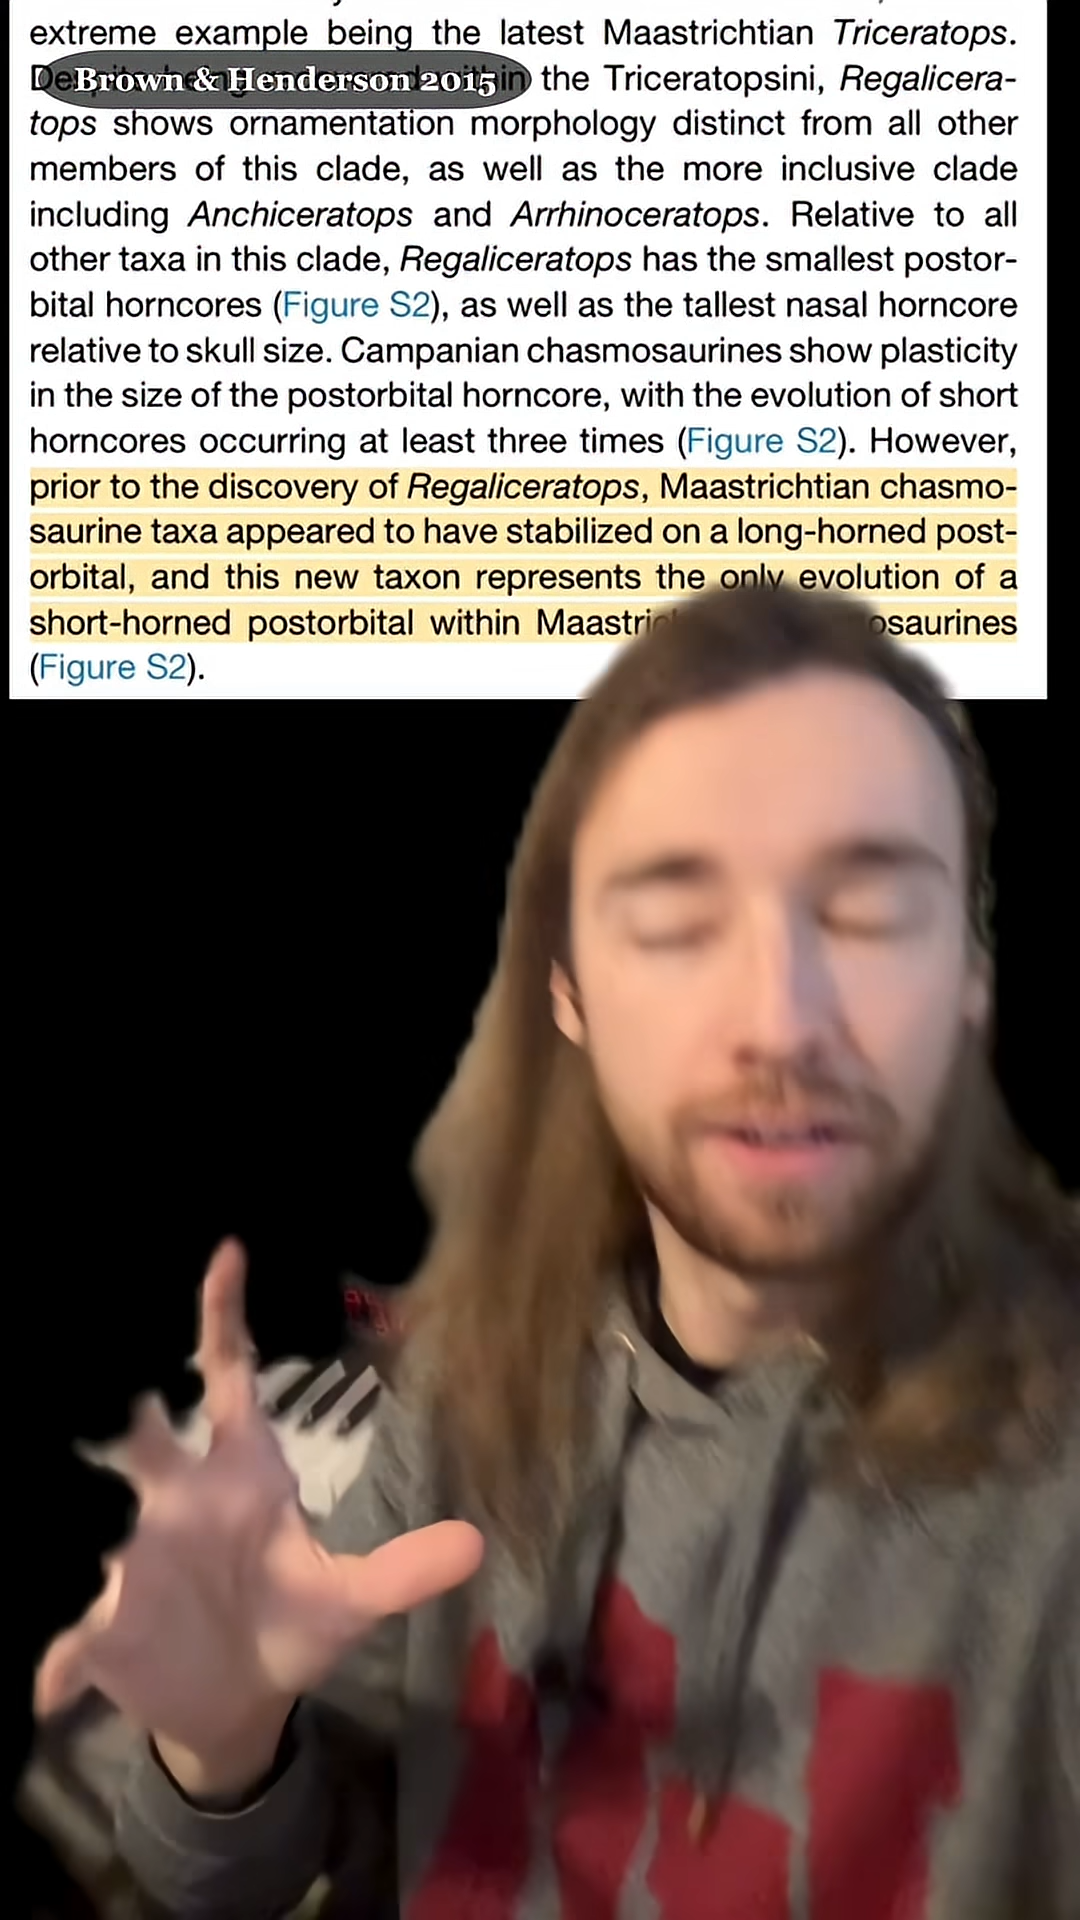 extreme example being the latest Maastrichtian Triceratops.
Brown & Henderson 2015
the Triceratopsini, Regalicera-
tops shows ornamentation morphology distinct from all other
members of this clade, as well as the more inclusive clade
including Anchiceratops and Arrhinoceratops. Relative to all
other taxa in this clade, Regaliceratops has the smallest postor-
bital horncores (Figure S2), as well as the tallest nasal horncore
relative to skull size. Campanian chasmosaurines show plasticity
in the size of the postorbital horncore, with the evolution of short
horncores occurring at least three times (Figure S2). However,
prior to the discovery of Regaliceratops, Maastrichtian chasmo-
saurine taxa appeared to have stabilized on a long-horned post-
orbital, and this new taxon represents the only evolution of a
short-horned postorbital within
(Figure S2).